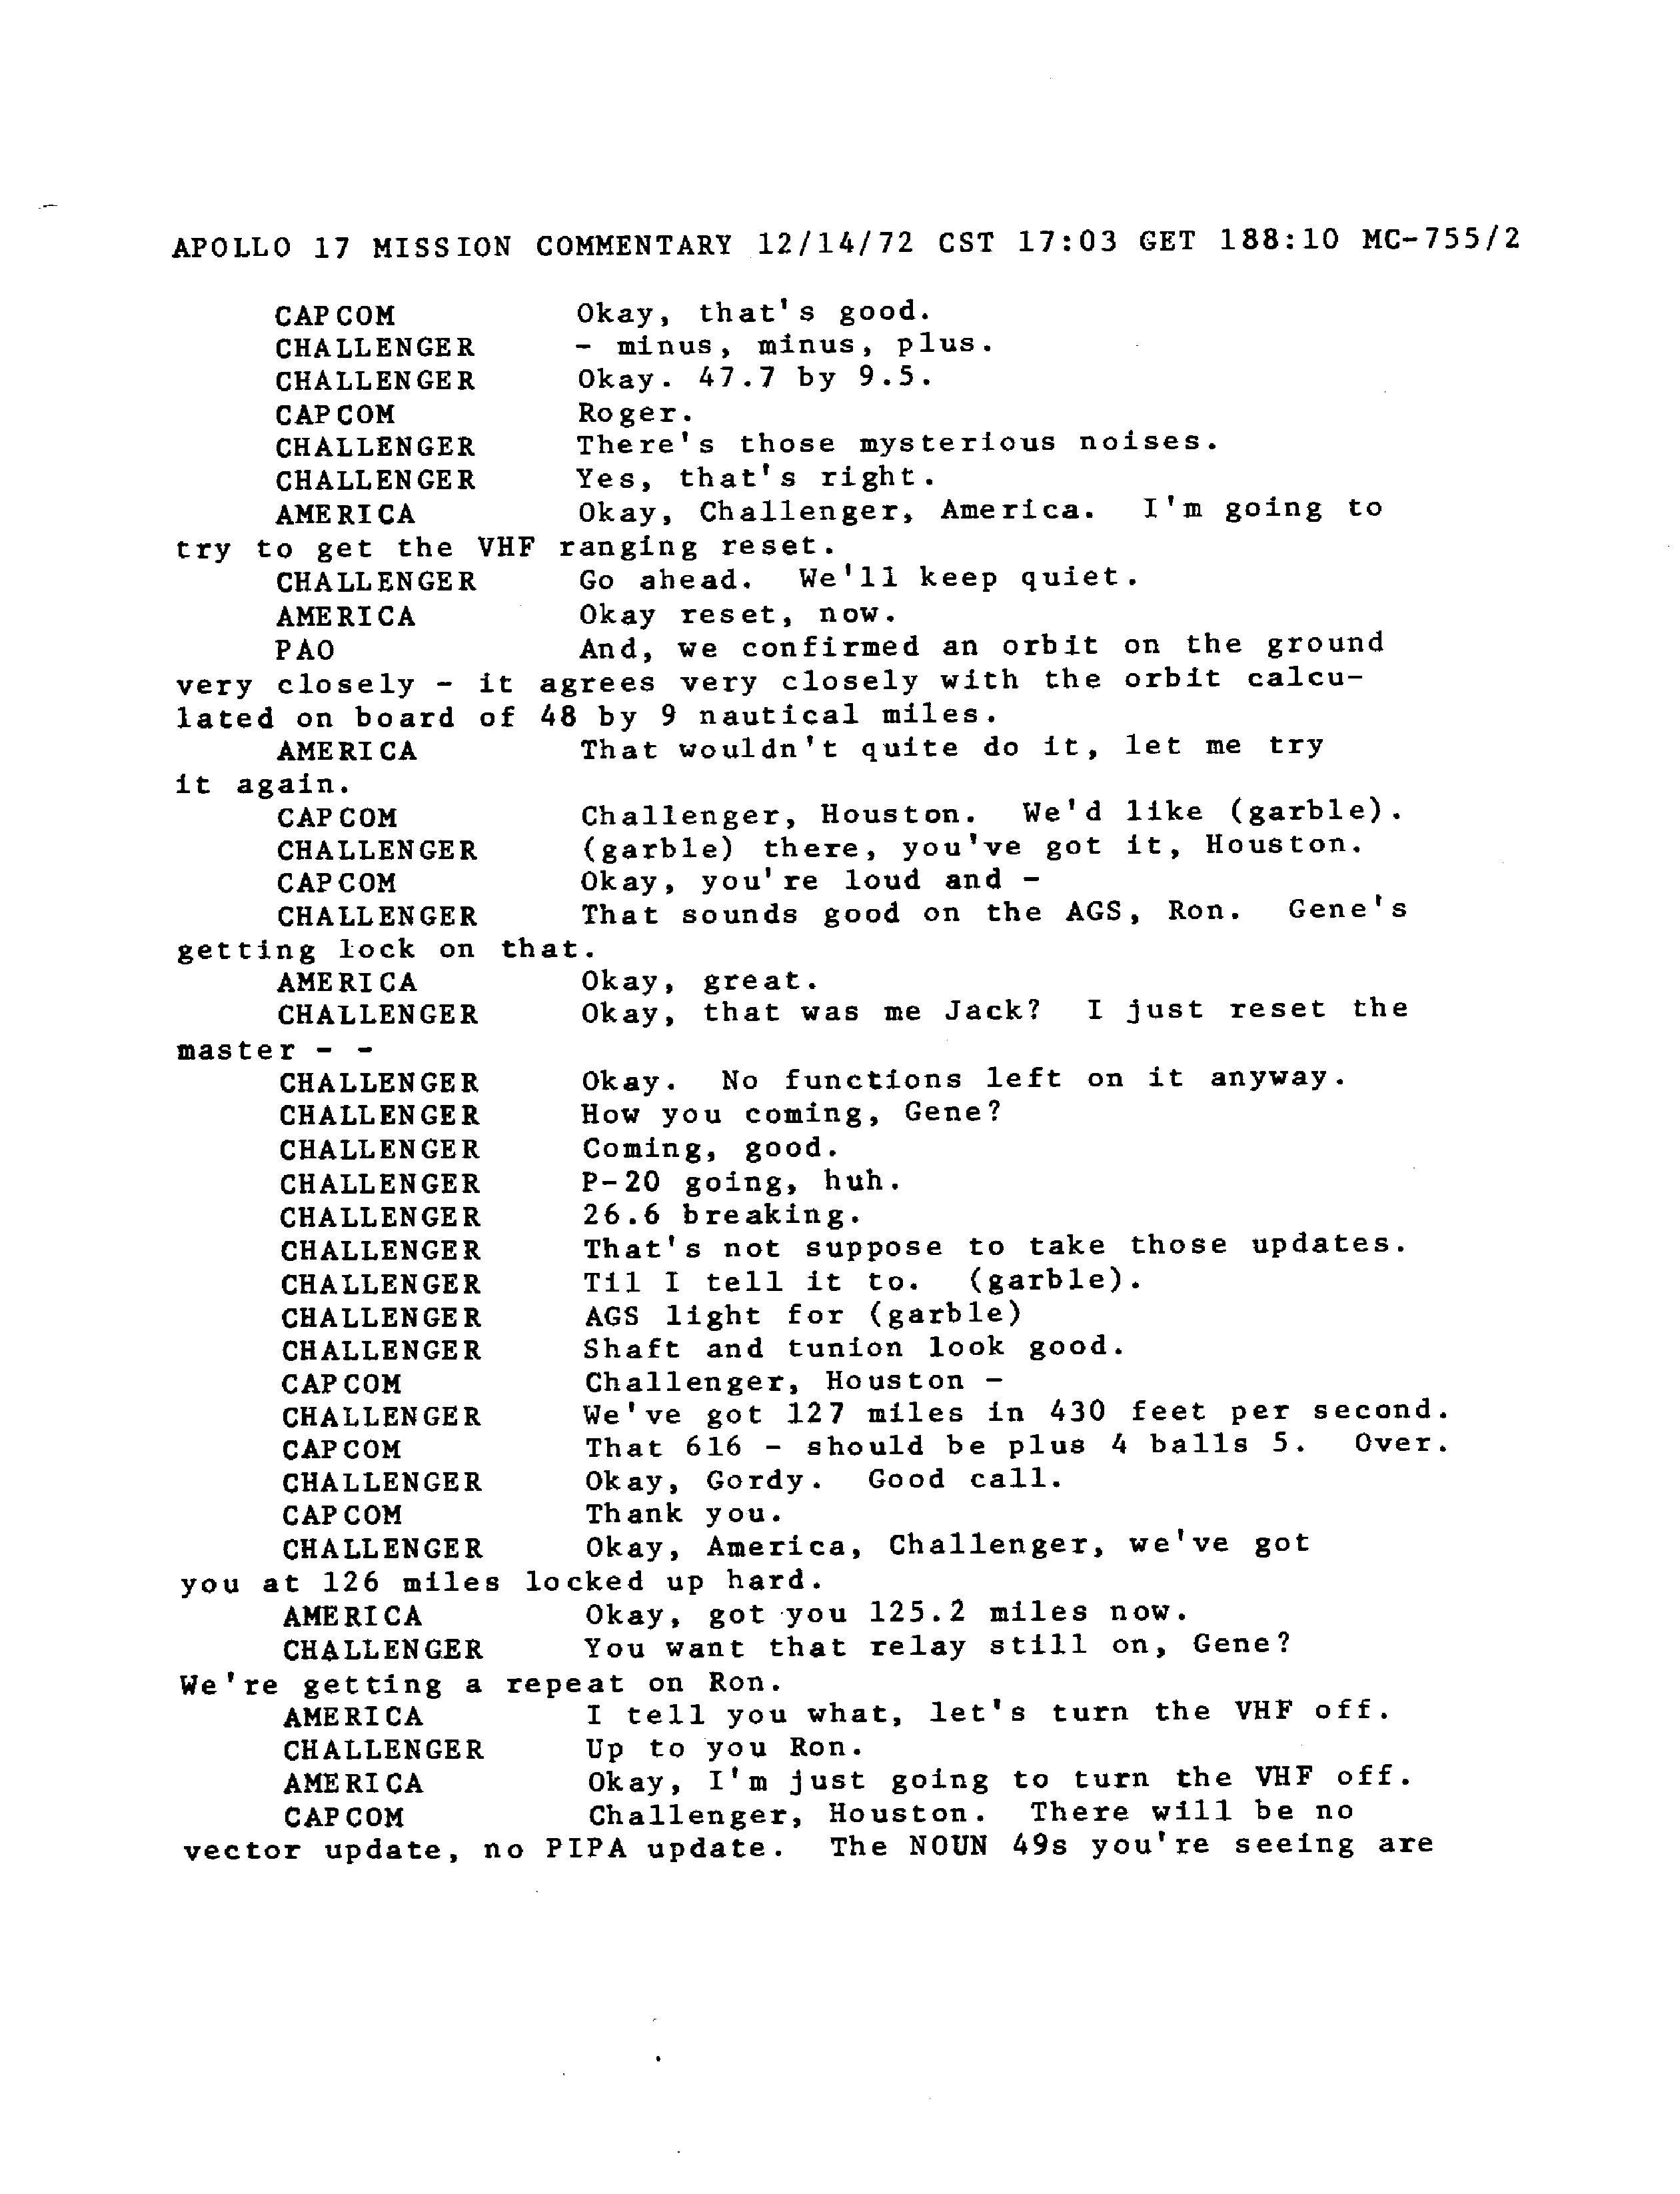 APOLLO 17 MISSION COMMENTARY 12/14/72 CST 17:03 GET 188:10 MC-755/2
CAPCOM Okay, that's good.
CHALLENGER - minus, minus, plus.
CHALLENGER Okay. 47.7 by 9.5.
CAPCOM Roger.
CHALLENGER There's those mysterious noises.
CHALLENGER Yes, that's right.
AMERICA Okay, Challenger, America. I'm going to
try to get the VHF ranging reset.
CHALLENGER Go ahead. We'll keep quiet.
AMERICA Okay reset, now.
PAO And, we confirmed an orbit on the ground
very closely - it agrees very closely with the orbit calcu-
lated on board of 48 by 9 nautical miles.
AMERICA That wouldn't quite do it, let me try
it again.
CAPCOM Challenger, Houston. We'd like (garble).
CHALLENGER (garble) there, you've got it, Houston.
CAPCOM Okay, you're loud and -
CHALLENGER That sounds good on the AGS, Ron. Gene's
getting lock on that.
AMERICA Okay, great.
CHALLENGER Okay, that was me Jack? I just reset the
master - -
CHALLENGER Okay. No functions left on it anyway.
CHALLENGER How you coming, Gene?
CHALLENGER Coming, good.
CHALLENGER P-20 going, huh.
CHALLENGER 26.6 breaking.
CHALLENGER That's not suppose to take those updates.
CHALLENGER Til I tell it to. (garble).
CHALLENGER AGS light for (garble)
CHALLENGER Shaft and tunion look good.
CAPCOM Challenger, Houston -
CHALLENGER We've got 127 miles in 430 feet per second.
CAPCOM That 616 - should be plus 4 balls 5. Over.
CHALLENGER Okay, Gordy. Good call.
CAPCOM Thank you.
CHALLENGER Okay, America, Challenger, we've got
you at 126 miles locked up hard.
AMERICA Okay, got you 125.2 miles now.
CHALLENGER You want that relay still on, Gene?
We're getting a repeat on Ron.
AMERICA I tell you what, let's turn the VHF off.
CHALLENGER Up to you Ron.
AMERICA Okay, I'm just going to turn the VHF off.
CAPCOM Challenger, Houston. There will be no
vector update, no PIPA update. The NOUN 49s you're seeing are